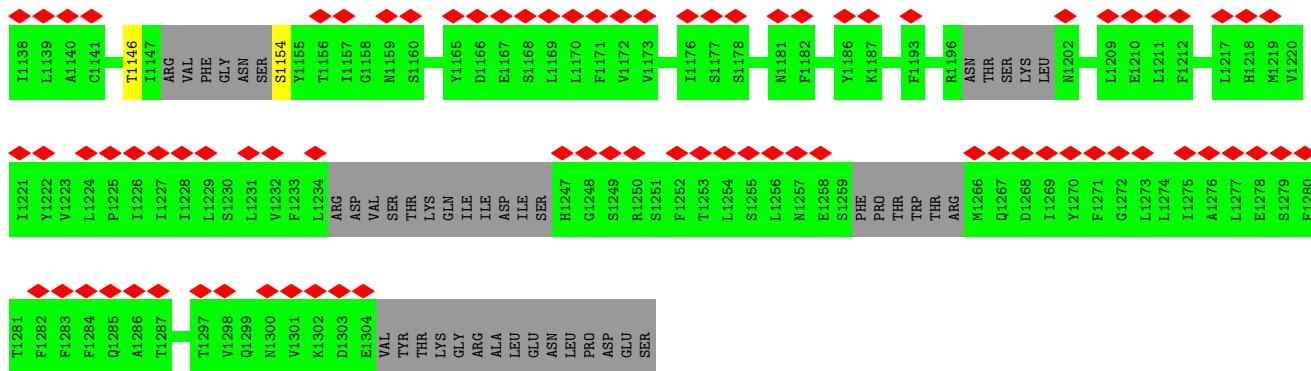 I1138 L1139 A1140 C1141 T1146 I1147 ARG VAL PHE GLY ASN SER S1154 Y1155 T1156 I1157 G1158 N1159 S1160 Y1165 D1166 E1167 S1168 L1169 L1170 F1171 V1172 V1173 I1176 S1177 S1178 N1181 F1182 Y1186 K1187 F1193 R1196 ASN THR SER LYS LEU N1202 L1209 E1210 L1211 F1212 L1217 H1218 M1219 V1220
I1221 Y1222 V1223 L1224 P1225 I1226 I1227 I1228 L1229 S1230 L1231 V1232 F1233 L1234 ARG ASP VAL SER THR LYS GLN ILE ILE ASP ILE SER H1247 G1248 S1249 R1250 S1251 F1252 T1253 L1254 S1255 L1256 N1257 E1258 S1259 PHE PRO THR TRP THR ARG M1266 Q1267 D1268 I1269 Y1270 F1271 G1272 L1273 L1274 I1275 A1276 L1277 E1278 S1279 F1280
T1281 F1282 F1283 F1284 Q1285 A1286 T1287 T1297 V1298 Q1299 N1300 V1301 K1302 D1303 E1304 VAL TYR THR THR LYS GLY ARG ALA LEU GLU ASN LEU PRO ASP GLU SER